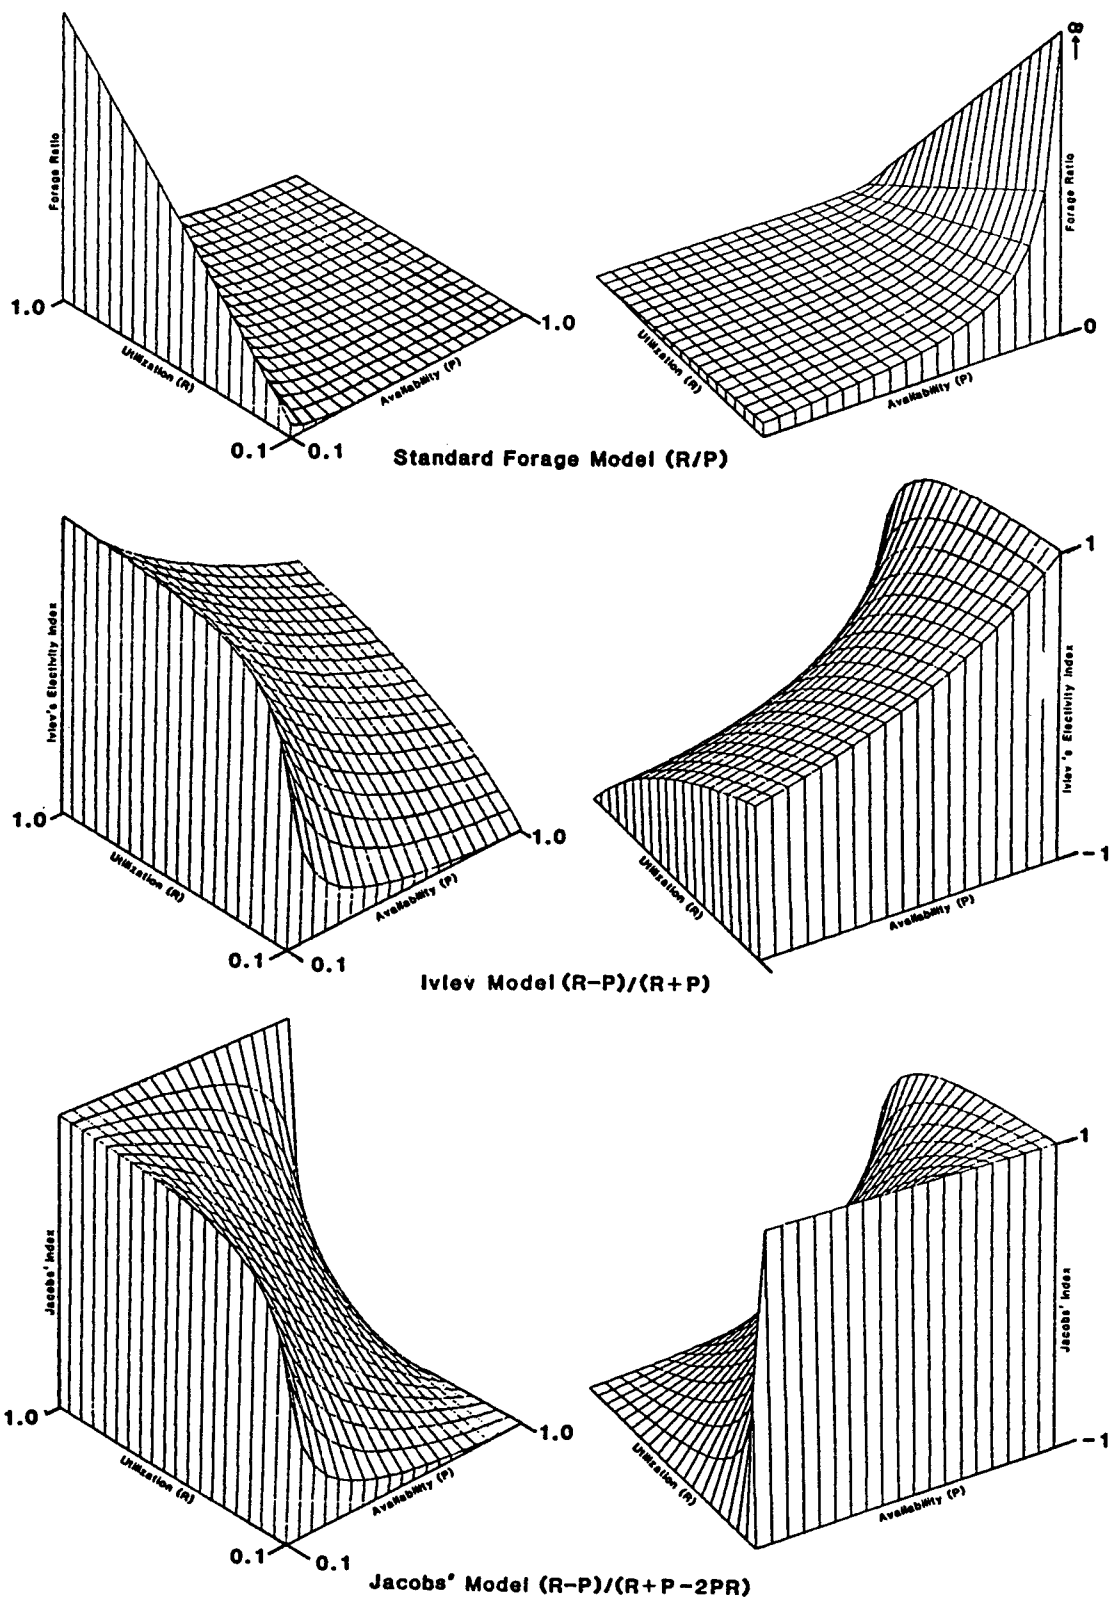 ∞
Forage Ratio
Forage Ratio
1.0
Utilization (R)
Availability (P)
1.0
Utilization (R)
Availability (P)
0
0.1
0.1
Standard Forage Model (R/P)
1
Ivlev's Electivity Index
Ivlev's Electivity Index
1.0
Utilization (R)
Availability (P)
1.0
Utilization (R)
Availability (P)
-1
0.1
0.1
Ivlev Model (R-P)/(R+P)
1
Jacobs' Index
Jacobs' Index
1.0
Utilization (R)
Availability (P)
1.0
Utilization (R)
Availability (P)
-1
0.1
0.1
Jacobs' Model (R-P)/(R+P-2PR)